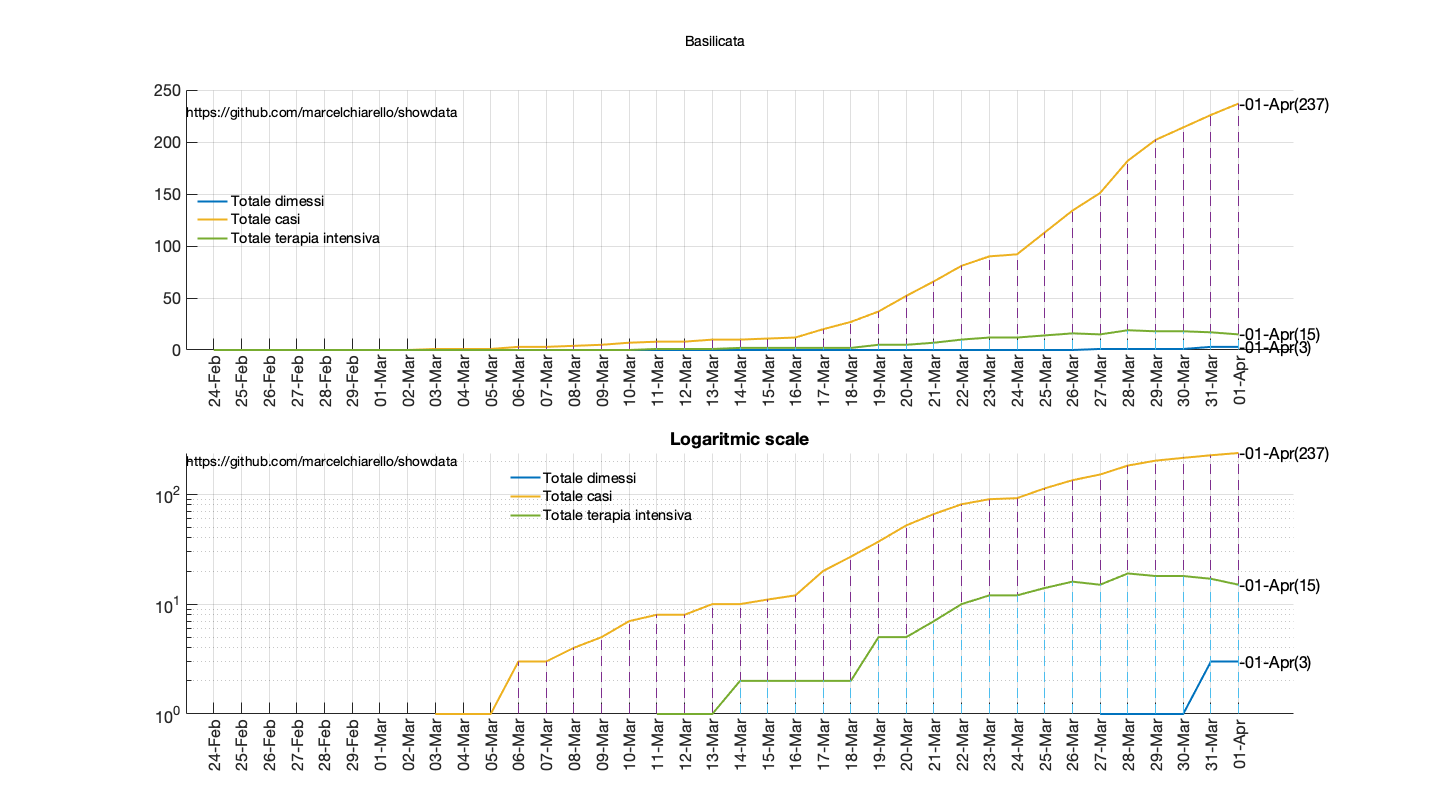 Basilicata
250
200
150
100
50
0
https://github.com/marcelchiarello/showdata
Totale dimessi
Totale casi
Totale terapia intensiva
-01-Apr(237)
-01-Apr(15)
-01-Apr(3)
24-Feb
25-Feb
26-Feb
27-Feb
28-Feb
29-Feb
01-Mar
02-Mar
03-Mar
04-Mar
05-Mar
06-Mar
07-Mar
08-Mar
09-Mar
10-Mar
11-Mar
12-Mar
13-Mar
14-Mar
15-Mar
16-Mar
17-Mar
18-Mar
19-Mar
20-Mar
21-Mar
22-Mar
23-Mar
24-Mar
25-Mar
26-Mar
27-Mar
28-Mar
29-Mar
30-Mar
31-Mar
01-Apr
Logaritmic scale
https://github.com/marcelchiarello/showdata
Totale dimessi
Totale casi
Totale terapia intensiva
10²
10¹
10⁰
-01-Apr(237)
-01-Apr(15)
-01-Apr(3)
24-Feb
25-Feb
26-Feb
27-Feb
28-Feb
29-Feb
01-Mar
02-Mar
03-Mar
04-Mar
05-Mar
06-Mar
07-Mar
08-Mar
09-Mar
10-Mar
11-Mar
12-Mar
13-Mar
14-Mar
15-Mar
16-Mar
17-Mar
18-Mar
19-Mar
20-Mar
21-Mar
22-Mar
23-Mar
24-Mar
25-Mar
26-Mar
27-Mar
28-Mar
29-Mar
30-Mar
31-Mar
01-Apr